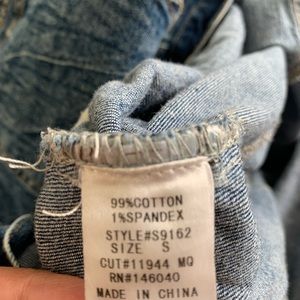 99%COTTON
1%SPANDEX
STYLE#S9162
SIZE S
CUT#11944 MQ
RN#146040
MADE IN CHINA